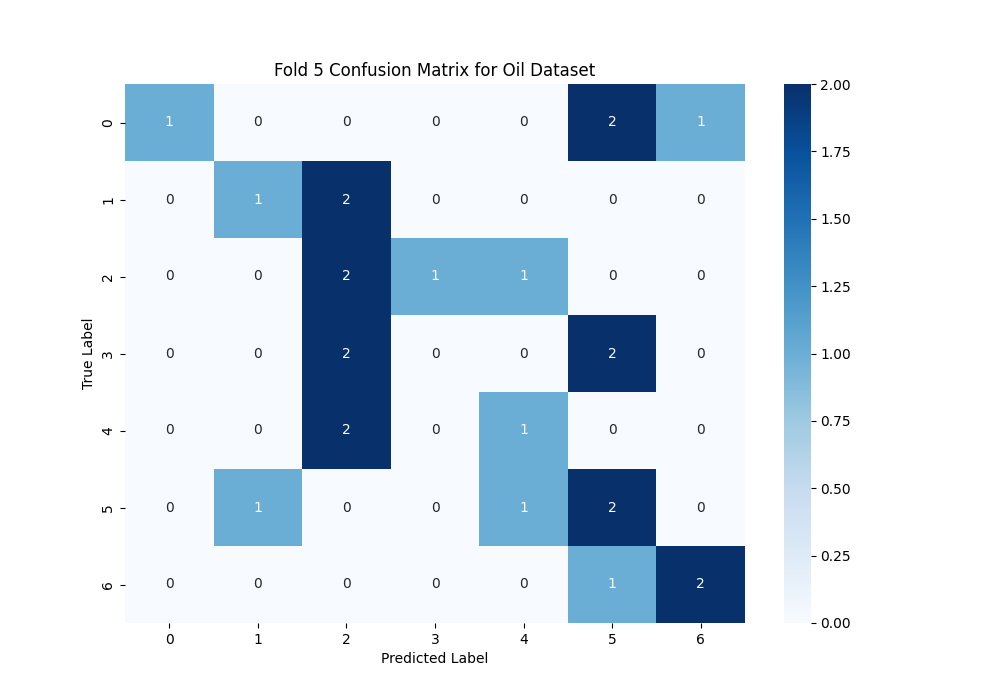 Fold 5 Confusion Matrix for Oil Dataset
0 1 0 0 0 0 2 1
1 0 1 2 0 0 0 0
2 0 0 2 1 1 0 0
3 0 0 2 0 0 2 0
4 0 0 2 0 1 0 0
5 0 1 0 0 1 2 0
6 0 0 0 0 0 1 2
0 1 2 3 4 5 6
Predicted Label
True Label
2.00
1.75
1.50
1.25
1.00
0.75
0.50
0.25
0.00